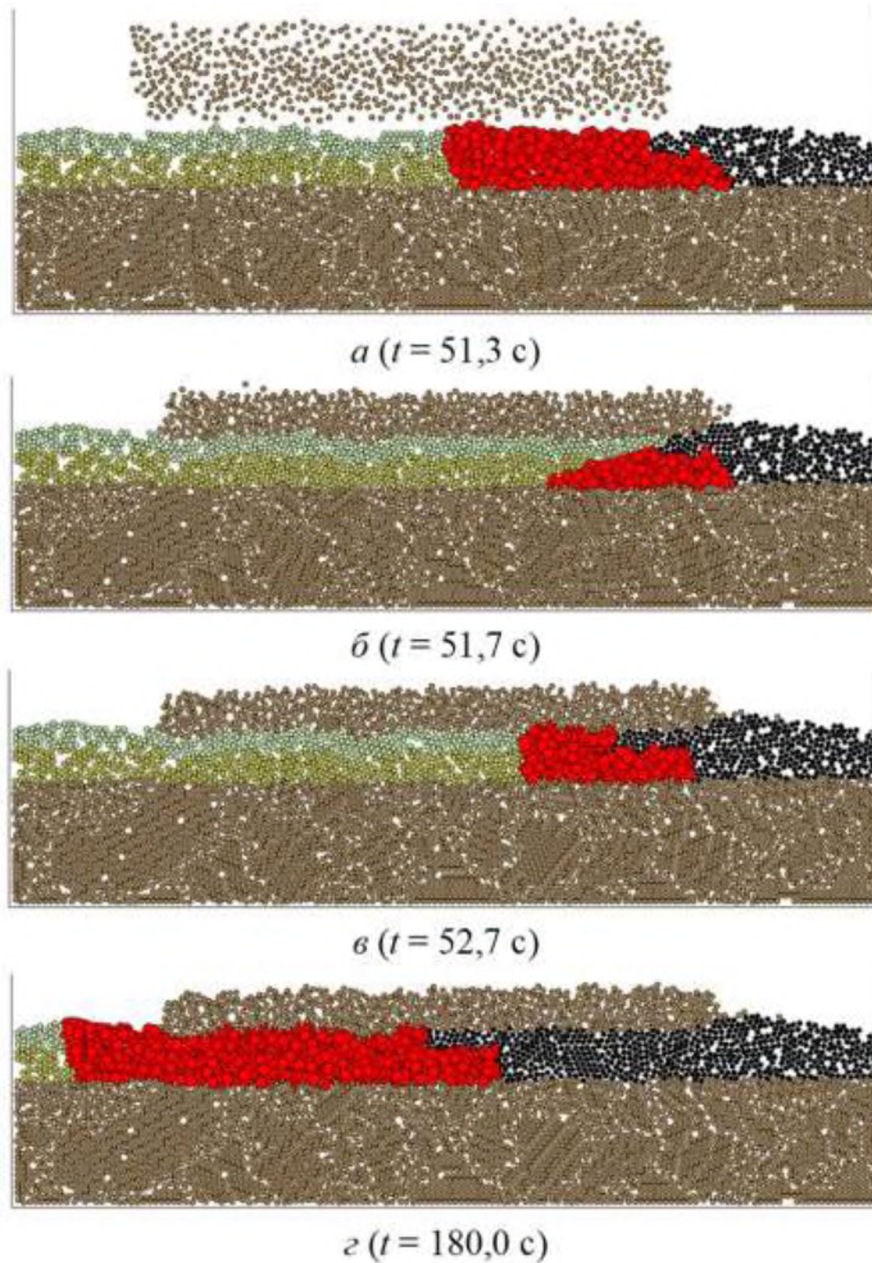 а (t = 51,3 с)
б (t = 51,7 с)
в (t = 52,7 с)
г (t = 180,0 с)